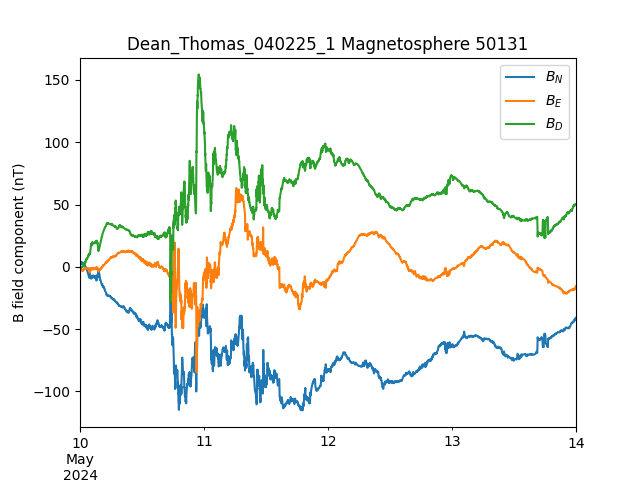 Dean_Thomas_040225_1 Magnetosphere 50131
B field component (nT)
150
100
50
0
−50
−100
B_N
B_E
B_D
10 11 12 13 14
May
2024